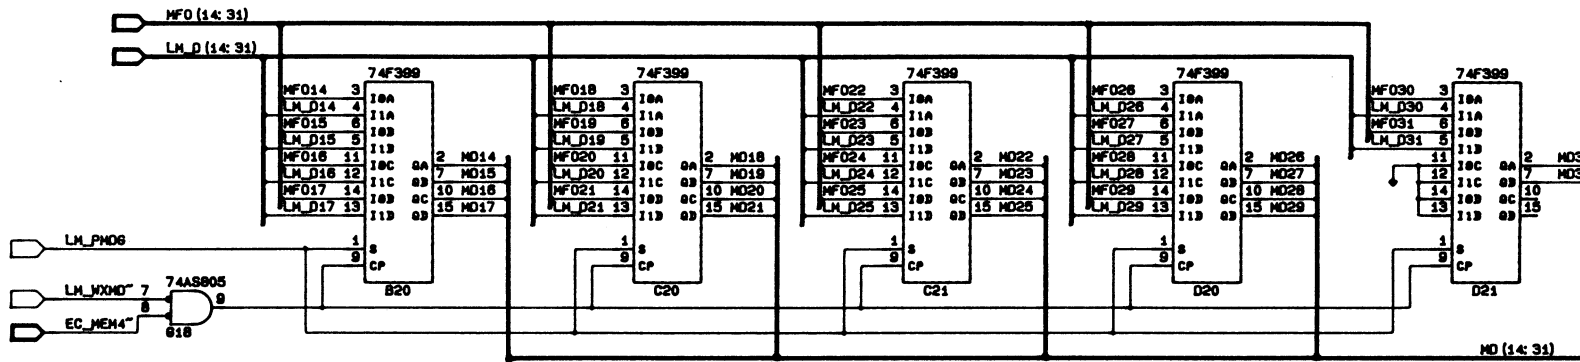 MFO (14: 31)
LM_D (14: 31)
74F399 74F399 74F399 74F399 74F399
MFO14 3 I0A MFO18 3 I0A MFO22 3 I0A MFO26 3 I0A MFO30 3 I0A
LM_D14 4 I1A LM_D18 4 I1A LM_D22 4 I1A LM_D26 4 I1A LM_D30 4 I1A
MFO15 6 I0B MFO19 6 I0B MFO23 6 I0B MFO27 6 I0B MFO31 6 I0B
LM_D15 5 I1B LM_D19 5 I1B LM_D23 5 I1B LM_D27 5 I1B LM_D31 5 I1B
MFO16 11 I0C QA 2 MD14 MFO20 11 I0C QA 2 MD18 MFO24 11 I0C QA 2 MD22 MFO28 11 I0C QA 2 MD26 11 I0C QA 2 MD3
LM_D16 12 I1C QB 7 MD15 LM_D20 12 I1C QB 7 MD19 LM_D24 12 I1C QB 7 MD23 LM_D28 12 I1C QB 7 MD27 12 I1C QB 7 MD3
MFO17 14 I0D QC 10 MD16 MFO21 14 I0D QC 10 MD20 MFO25 14 I0D QC 10 MD24 MFO29 14 I0D QC 10 MD28 14 I0D QC 10
LM_D17 13 I1D QD 15 MD17 LM_D21 13 I1D QD 15 MD21 LM_D25 13 I1D QD 15 MD25 LM_D29 13 I1D QD 15 MD29 13 I1D QD 15
LM_PMDG 1 S 1 S 1 S 1 S 1 S
9 CP 9 CP 9 CP 9 CP 9 CP
74AS805 B20 C20 C21 D20 D21
LM_WXMD~ 7 9
8
EC_MEM4~ G18
MD (14: 31)